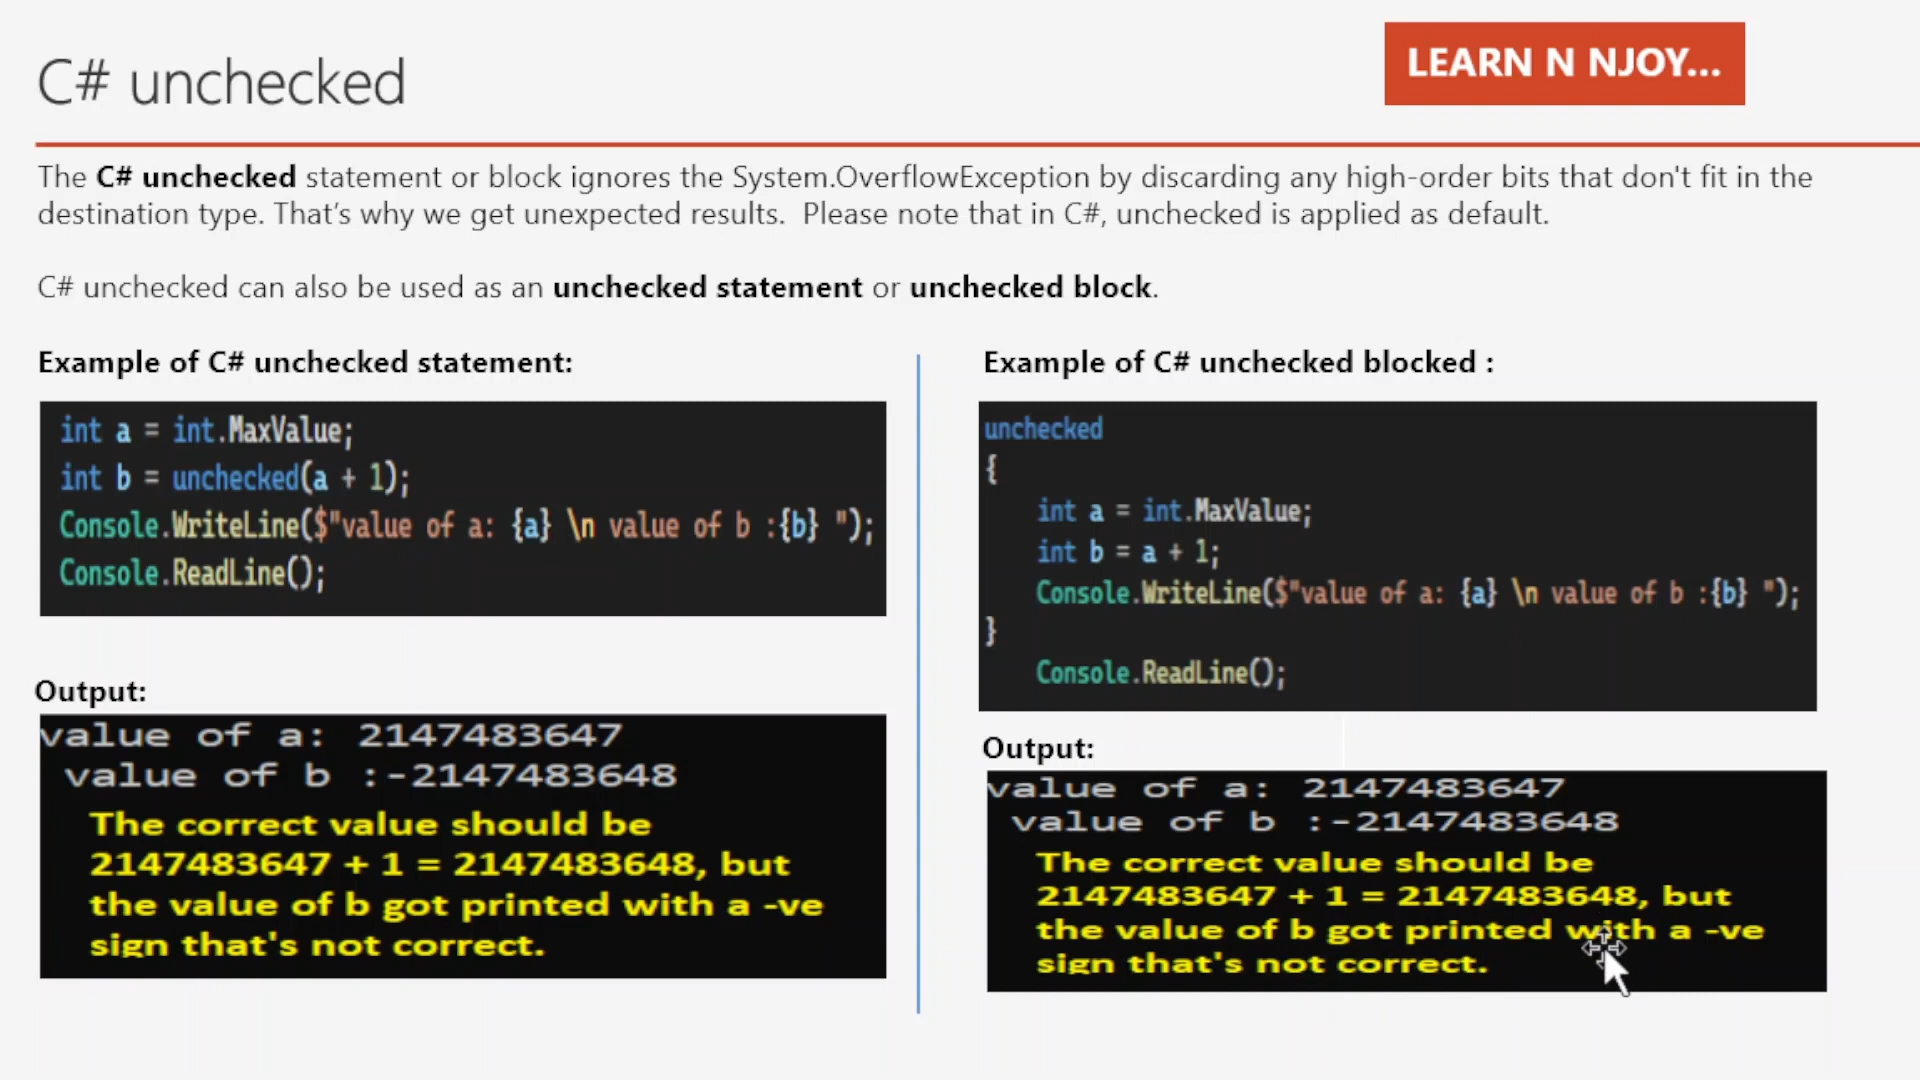 C# unchecked
LEARN N NJOY...
The C# unchecked statement or block ignores the System.OverflowException by discarding any high-order bits that don't fit in the
destination type. That’s why we get unexpected results.  Please note that in C#, unchecked is applied as default.
C# unchecked can also be used as an unchecked statement or unchecked block.
Example of C# unchecked statement:
int a = int.MaxValue;
int b = unchecked(a + 1);
Console.WriteLine($"value of a: {a} \n value of b :{b} ");
Console.ReadLine();
Output:
value of a: 2147483647
value of b :-2147483648
The correct value should be
2147483647 + 1 = 2147483648, but
the value of b got printed with a -ve
sign that's not correct.
Example of C# unchecked blocked :
unchecked
{
int a = int.MaxValue;
int b = a + 1;
Console.WriteLine($"value of a: {a} \n value of b :{b} ");
}
Console.ReadLine();
Output:
value of a: 2147483647
value of b :-2147483648
The correct value should be
2147483647 + 1 = 2147483648, but
the value of b got printed with a -ve
sign that's not correct.